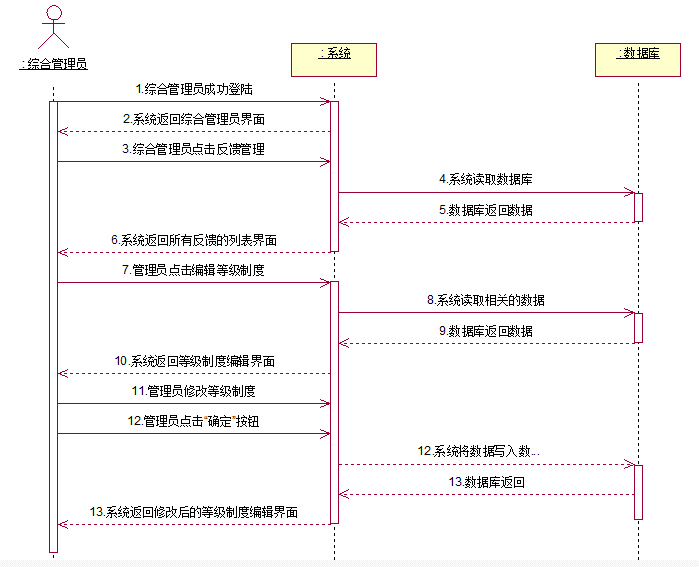 : 综合管理员
: 系统
: 数据库
1.综合管理员成功登陆
2.系统返回综合管理员界面
3.综合管理员点击反馈管理
4.系统读取数据库
5.数据库返回数据
6.系统返回所有反馈的列表界面
7.管理员点击编辑等级制度
8.系统读取相关的数据
9.数据库返回数据
10.系统返回等级制度编辑界面
11.管理员修改等级制度
12.管理员点击“确定”按钮
12.系统将数据写入数...
13.数据库返回
13.系统返回修改后的等级制度编辑界面